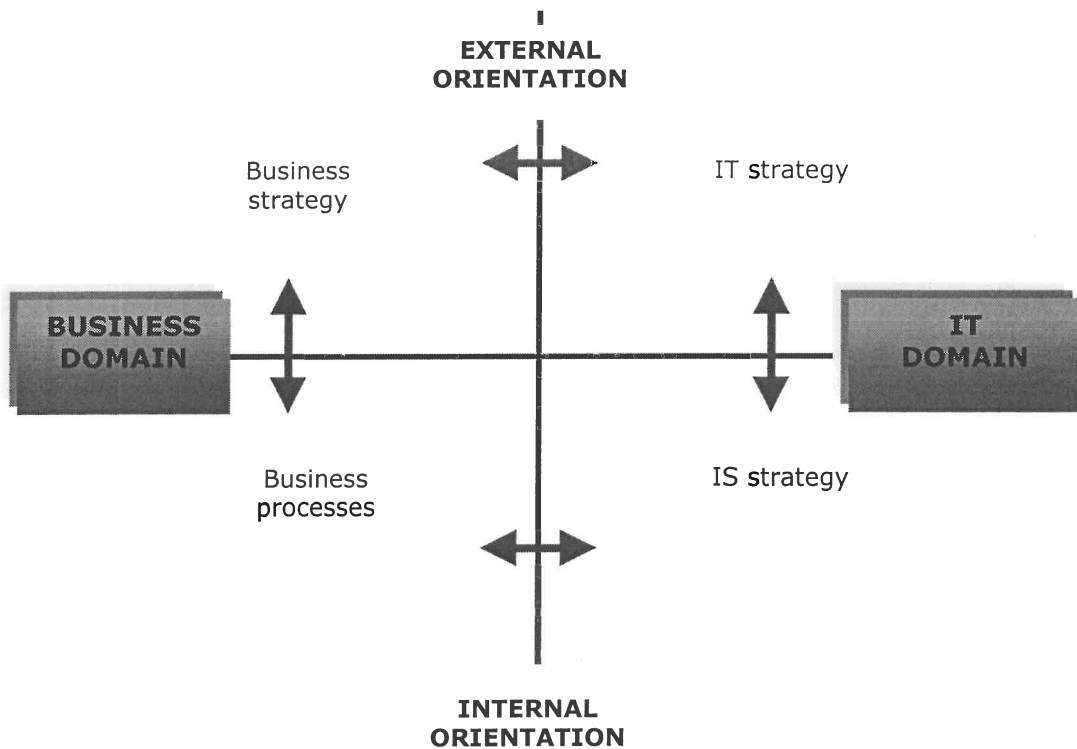 EXTERNAL
ORIENTATION
Business
strategy
IT strategy
BUSINESS
DOMAIN
IT
DOMAIN
Business
processes
IS strategy
INTERNAL
ORIENTATION